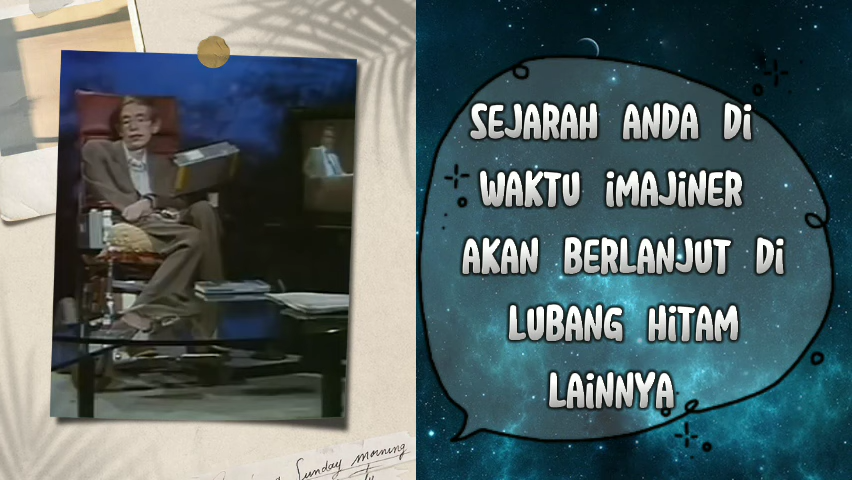 SEJARAH ANDA DI
WAKTU IMAJINER
AKAN BERLANJUT DI
LUBANG HITAM
LAINNYA
Sunday morning